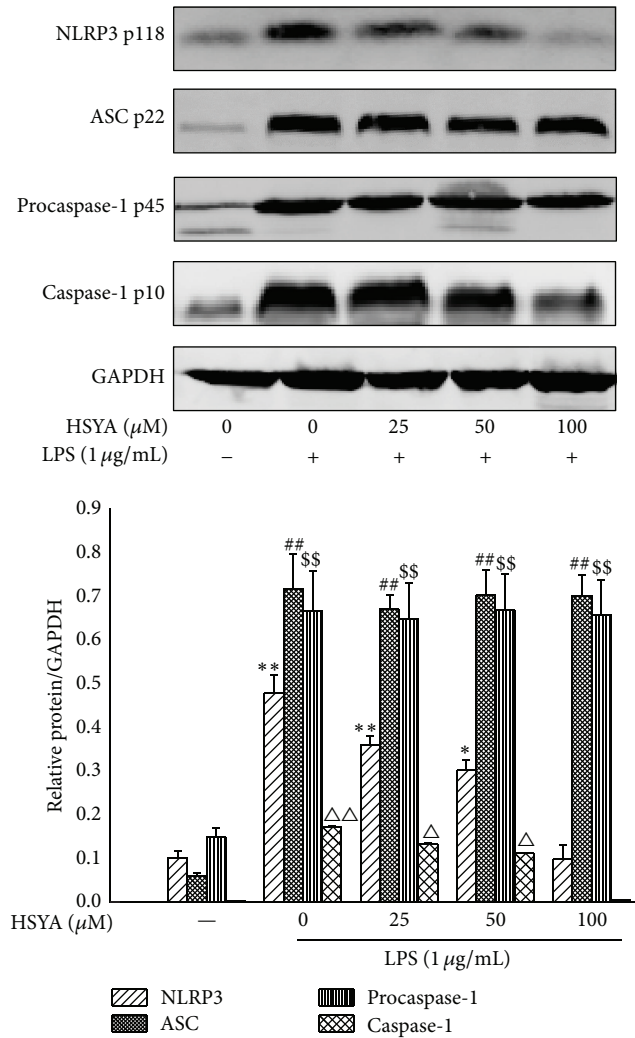 NLRP3 p118
ASC p22
Procaspase-1 p45
Caspase-1 p10
GAPDH
HSYA (μM) 0 0 25 50 100
LPS (1 μg/mL) − + + + +
0.9
0.8
0.7
0.6
0.5
0.4
0.3
0.2
0.1
0.0
Relative protein/GAPDH
** ## $$ △△
** ## $$ △
* ## $$ △
## $$
HSYA (μM) — 0 25 50 100
LPS (1 μg/mL)
NLRP3 Procaspase-1
ASC Caspase-1